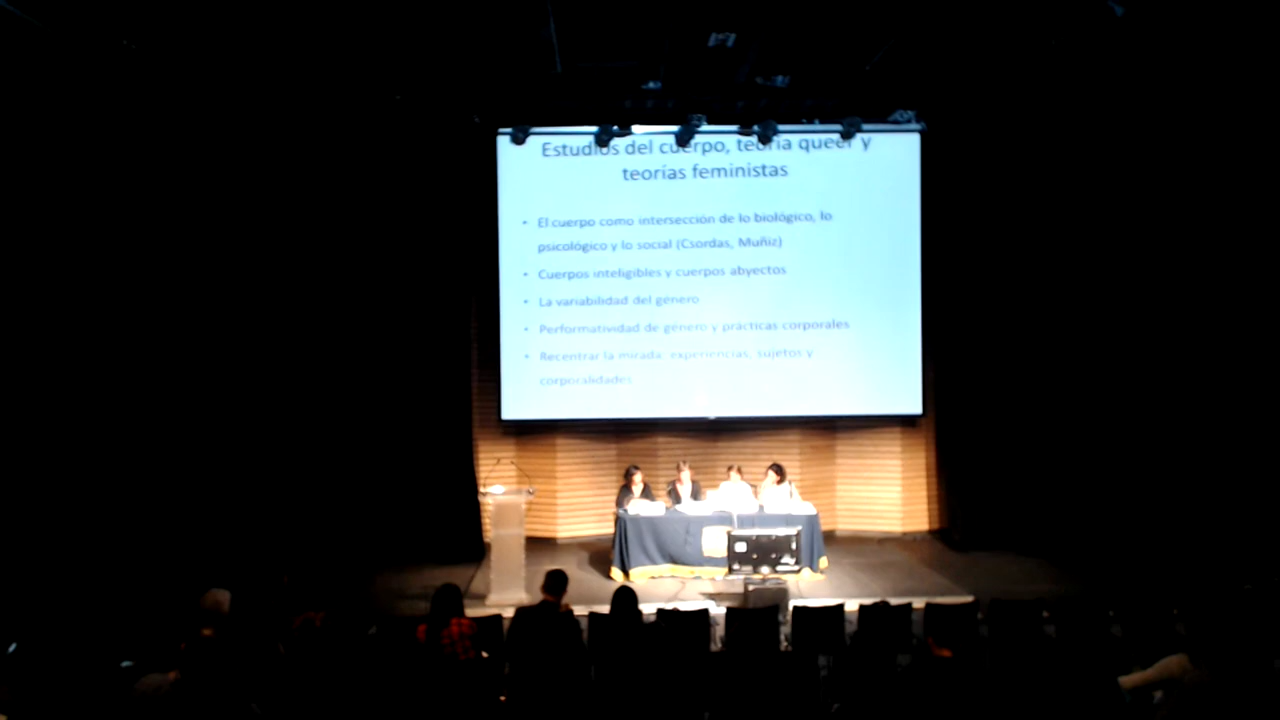 Estudios del cuerpo, teoría queer y
teorías feministas
• El cuerpo como intersección de lo biológico, lo
psicológico y lo social (Csordas, Muñiz)
• Cuerpos inteligibles y cuerpos abyectos
• La variabilidad del género
• Performatividad de género y prácticas corporales
• Recentrar la mirada: experiencias, sujetos y
corporalidades